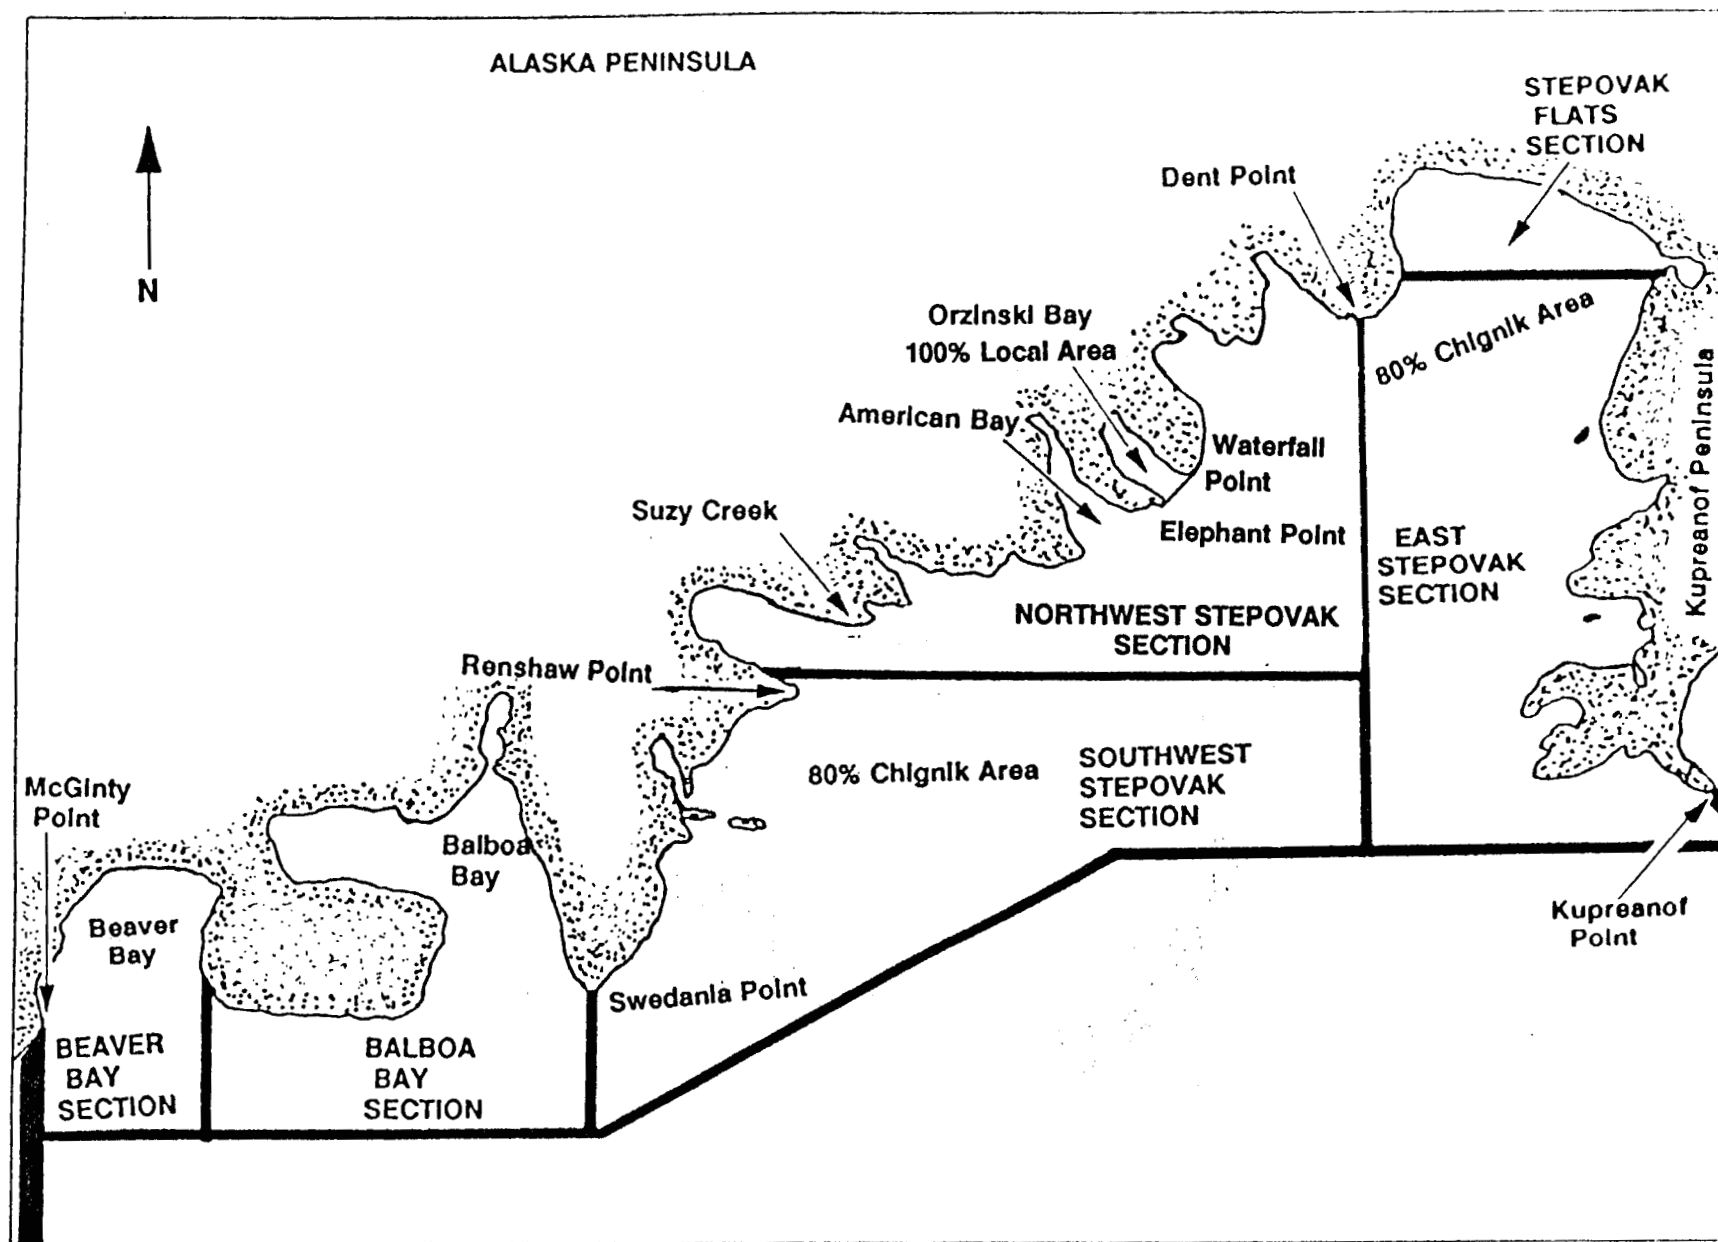 ALASKA PENINSULA
STEPOVAK
FLATS
SECTION
Dent Point
N
Orzinski Bay
100% Local Area
80% Chignik Area
American Bay
Waterfall
Point
Kupreanof Peninsula
Suzy Creek
Elephant Point
EAST
STEPOVAK
SECTION
NORTHWEST STEPOVAK
SECTION
Renshaw Point
80% Chignik Area
SOUTHWEST
STEPOVAK
SECTION
McGinty
Point
Balboa
Bay
Beaver
Bay
Kupreanof
Point
Swedania Point
BEAVER
BAY
SECTION
BALBOA
BAY
SECTION